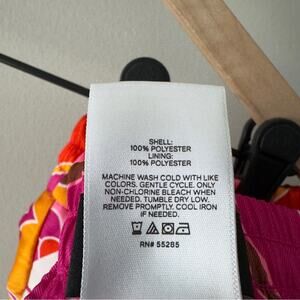 SHELL:
100% POLYESTER
LINING:
100% POLYESTER
MACHINE WASH COLD WITH LIKE
COLORS. GENTLE CYCLE. ONLY
NON-CHLORINE BLEACH WHEN
NEEDED. TUMBLE DRY LOW.
REMOVE PROMPTLY. COOL IRON
IF NEEDED.
RN# 55285